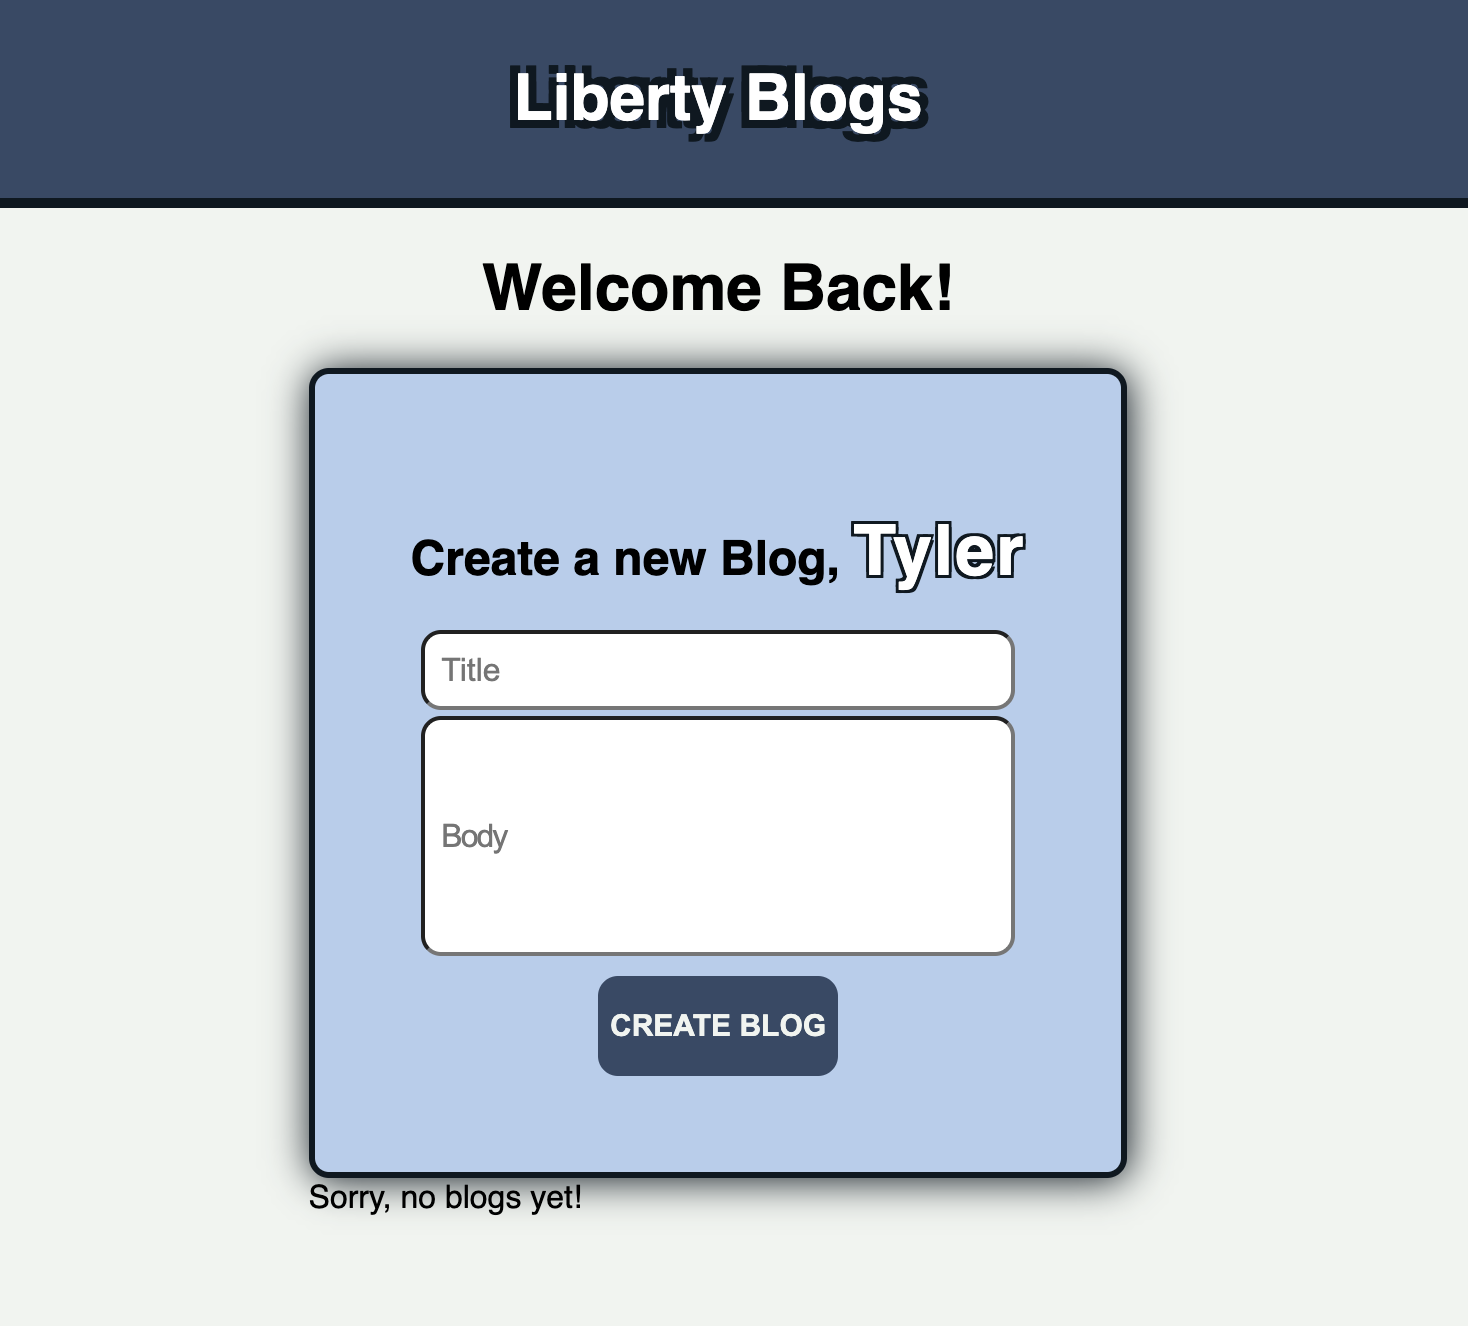 Liberty Blogs
Welcome Back!
Create a new Blog, Tyler
Title
Body
CREATE BLOG
Sorry, no blogs yet!